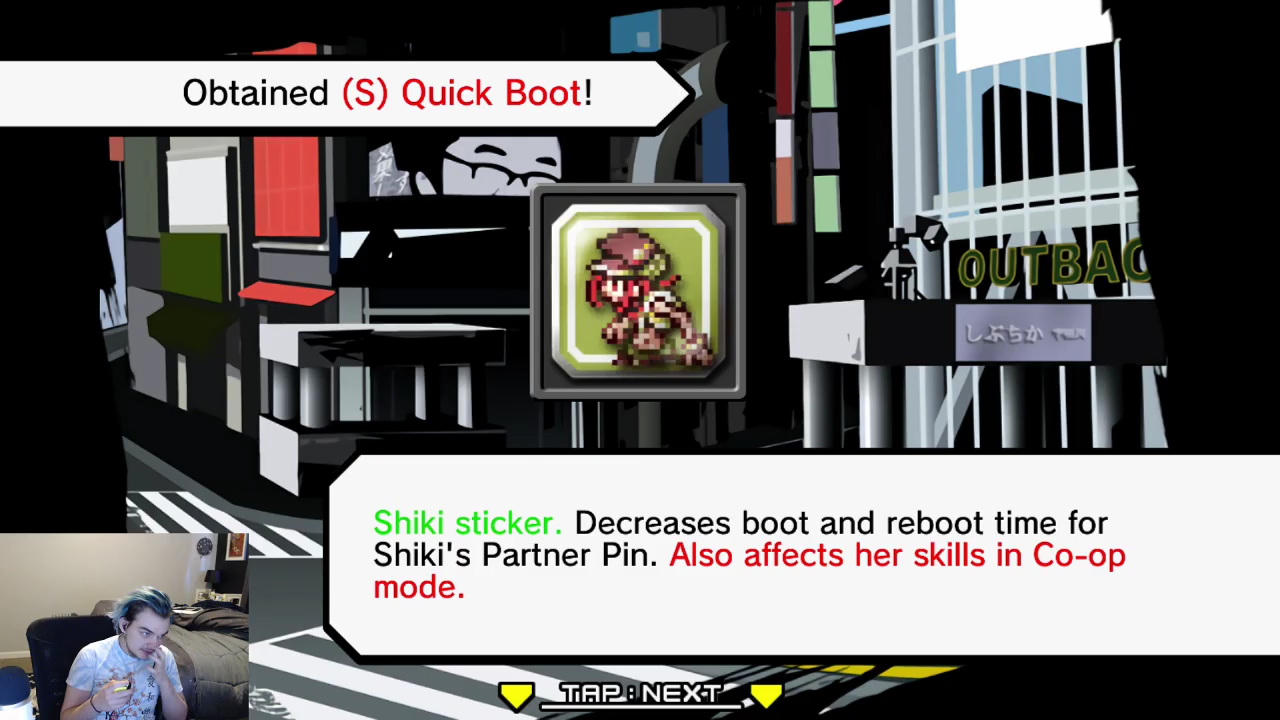 Obtained (S) Quick Boot!
OUTBAC
しぶちか
Shiki sticker. Decreases boot and reboot time for
Shiki's Partner Pin. Also affects her skills in Co-op
mode.
TAP : NEXT